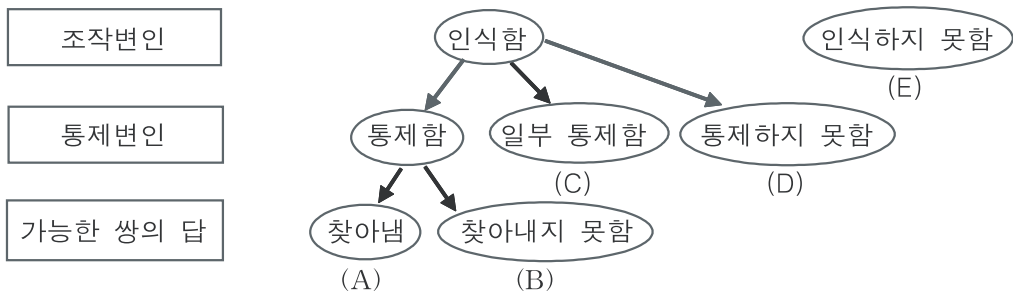 조작변인 인식함 인식하지 못함
(E)
통제변인 통제함 일부 통제함 통제하지 못함
(C) (D)
가능한 쌍의 답 찾아냄 찾아내지 못함
(A) (B)